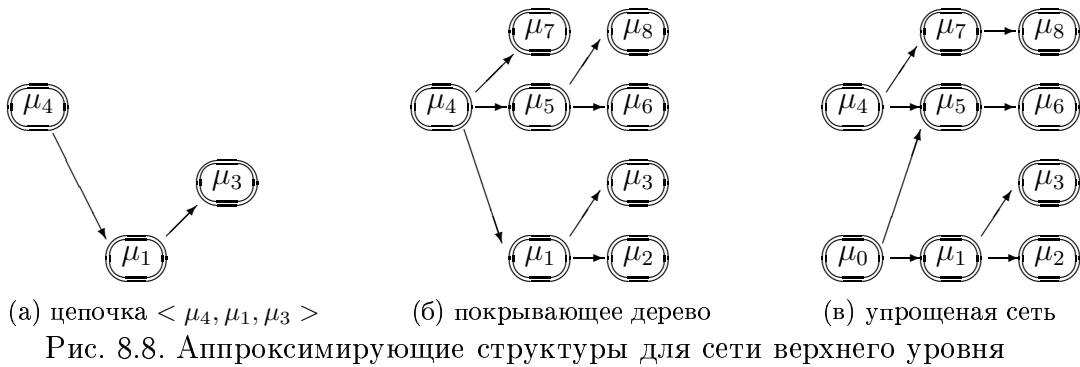 μ7 μ8 μ7 μ8
μ4 μ4 μ5 μ6 μ4 μ5 μ6
μ3 μ3 μ3
μ1 μ1 μ2 μ0 μ1 μ2
(а) цепочка < μ4, μ1, μ3 > (б) покрывающее дерево (в) упрощеная сеть
Рис. 8.8. Аппроксимирующие структуры для сети верхнего уровня